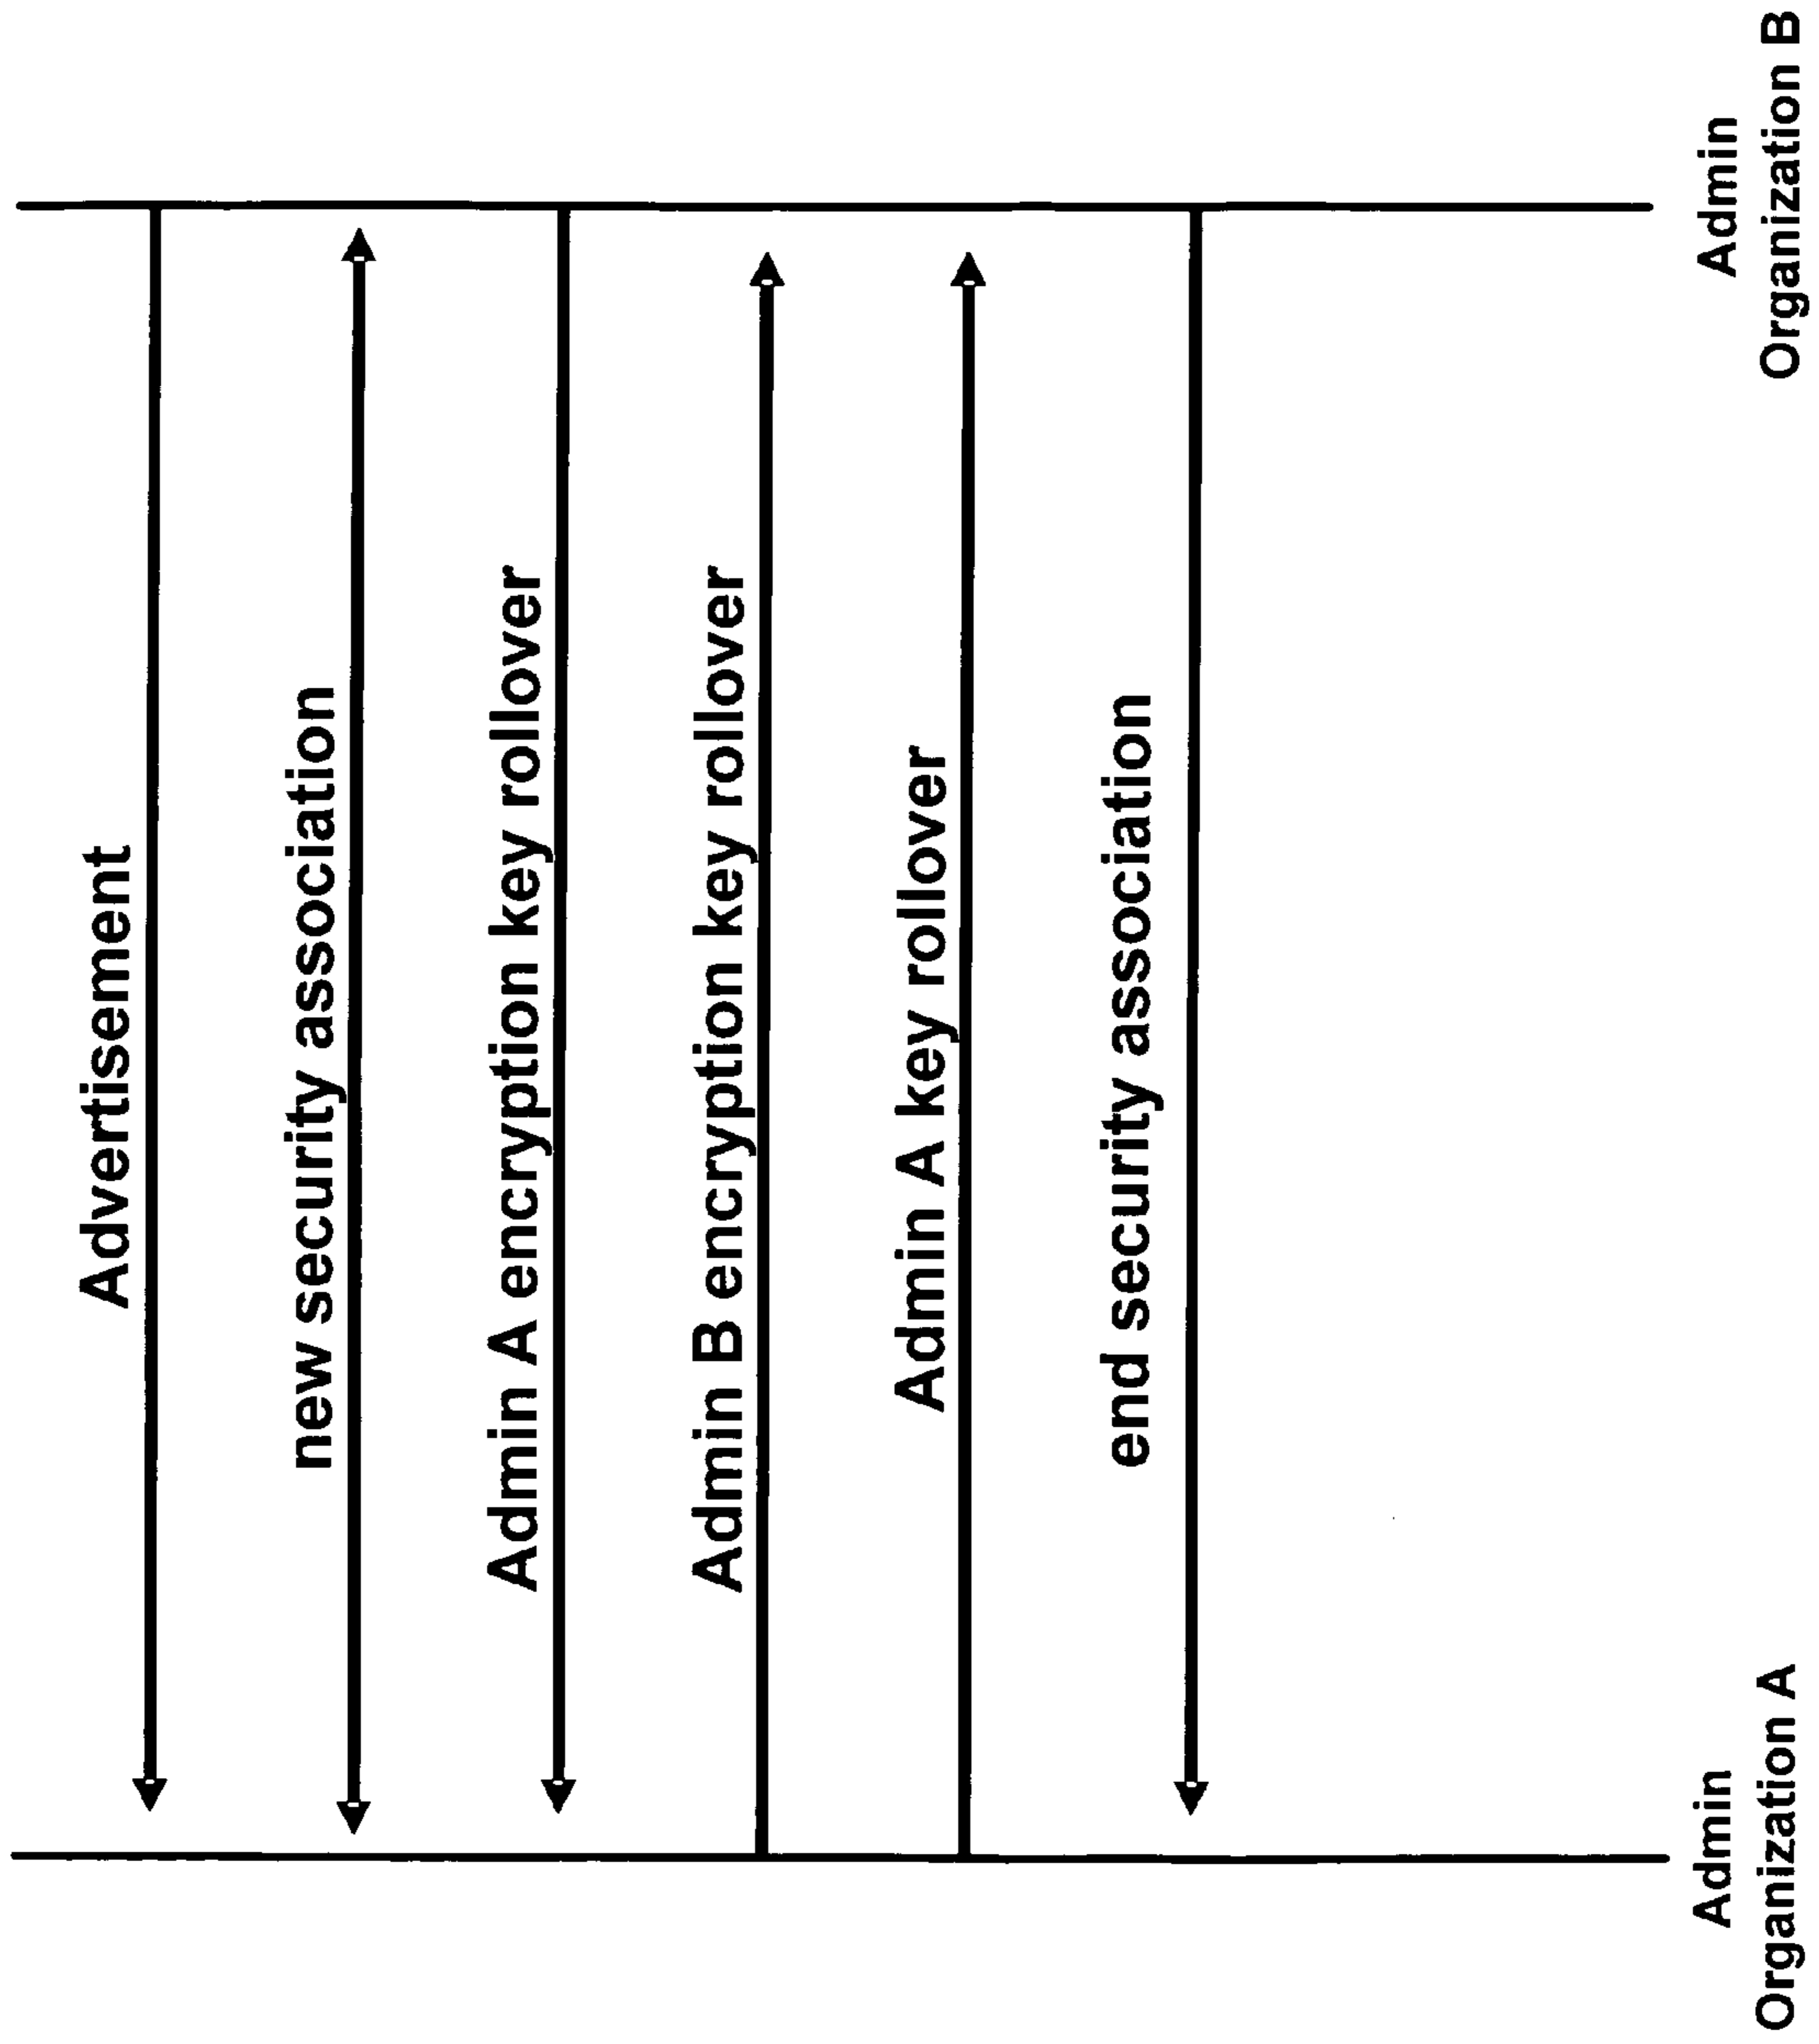 Advertisement
new security association
Admin A encryption key rollover
Admin B encryption key rollover
Admin A key rollover
end security association
Admin
Organization A
Admin
Organization B